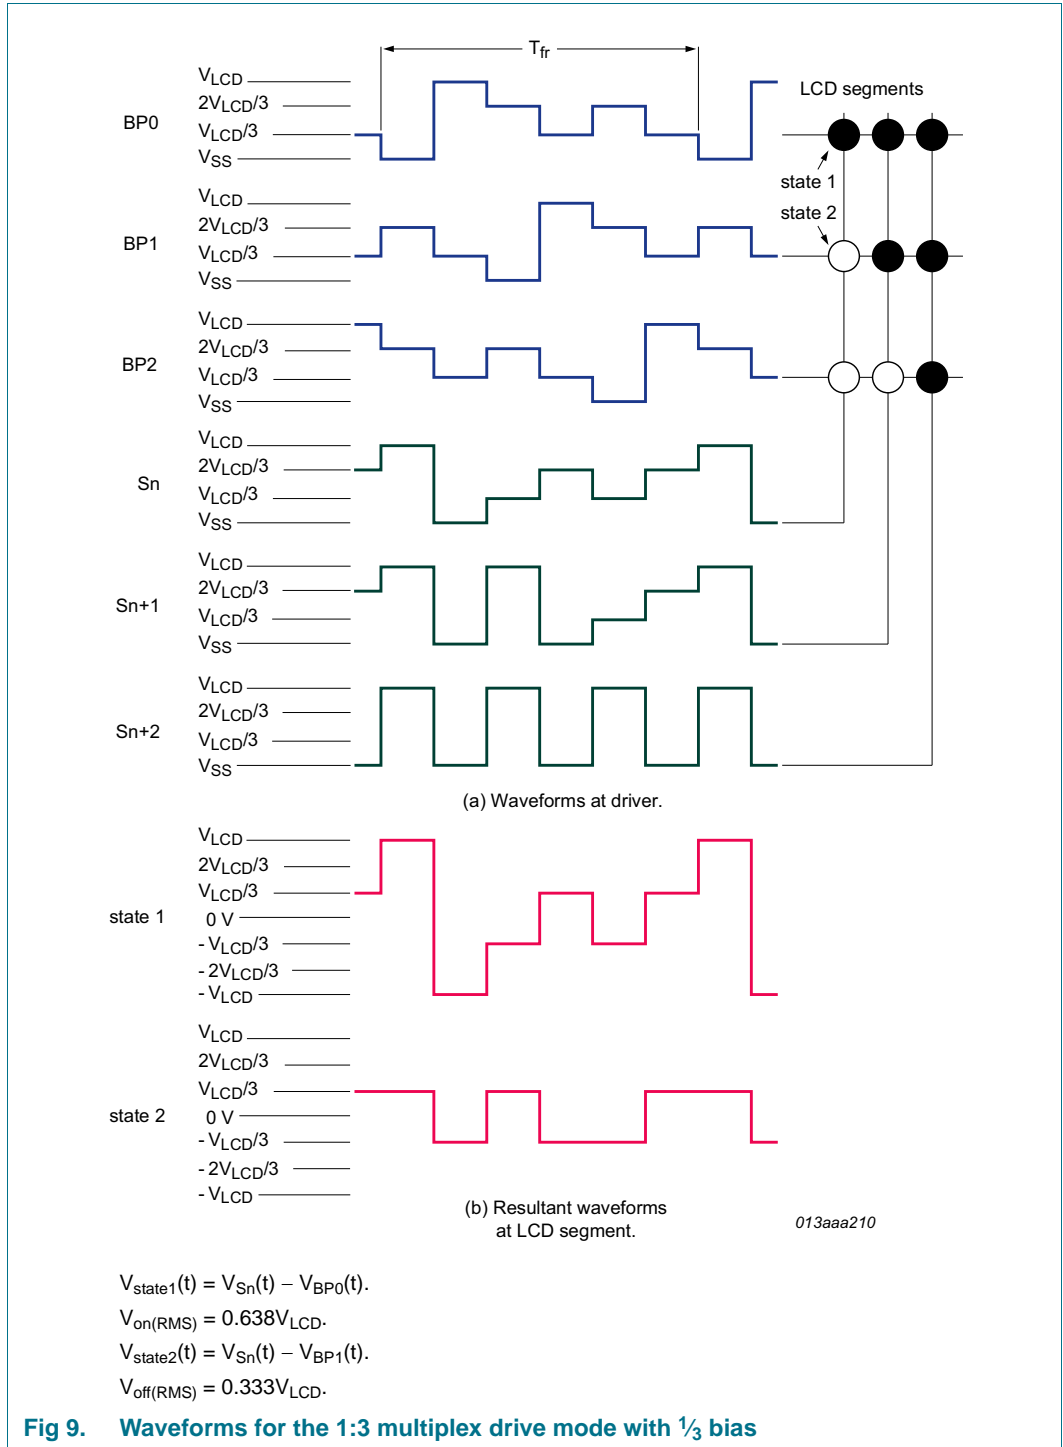 Tfr
VLCD
2VLCD/3
BP0
VLCD/3
VSS
LCD segments
state 1
state 2
VLCD
2VLCD/3
BP1
VLCD/3
VSS
VLCD
2VLCD/3
BP2
VLCD/3
VSS
VLCD
2VLCD/3
Sn
VLCD/3
VSS
VLCD
2VLCD/3
Sn+1
VLCD/3
VSS
VLCD
2VLCD/3
Sn+2
VLCD/3
VSS
(a) Waveforms at driver.
VLCD
2VLCD/3
VLCD/3
state 1
0 V
- VLCD/3
- 2VLCD/3
- VLCD
VLCD
2VLCD/3
VLCD/3
state 2
0 V
- VLCD/3
- 2VLCD/3
- VLCD
(b) Resultant waveforms
at LCD segment.
013aaa210
Vstate1(t) = VSn(t) − VBP0(t).
Von(RMS) = 0.638VLCD.
Vstate2(t) = VSn(t) − VBP1(t).
Voff(RMS) = 0.333VLCD.
Fig 9. Waveforms for the 1:3 multiplex drive mode with 1⁄3 bias